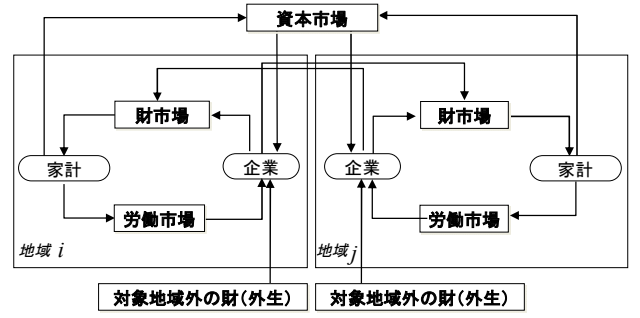 資本市場
財市場
財市場
家計
企業
企業
家計
労働市場
労働市場
地域 i
地域 j
対象地域外の財(外生)
対象地域外の財(外生)